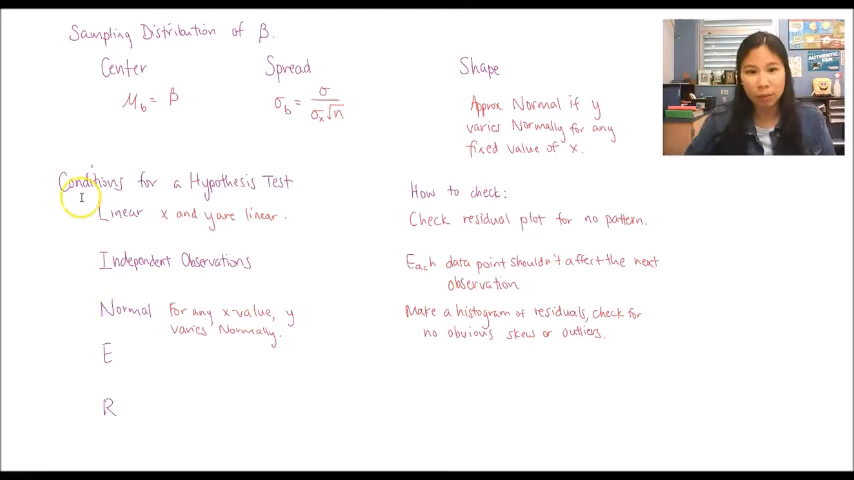 Sampling Distribution of β.
Center
Spread
Shape
μb = β
σb = σ / σx√n
Approx. Normal if y
varies Normally for any
fixed value of x.
Conditions for a Hypothesis Test
How to check:
Linear x and y are linear.
Check residual plot for no pattern.
Independent Observations
Each data point shouldn't affect the next
observation
Normal For any x-value, y
varies Normally.
Make a histogram of residuals, check for
no obvious skew or outliers.
E
R
AUTHENTIC